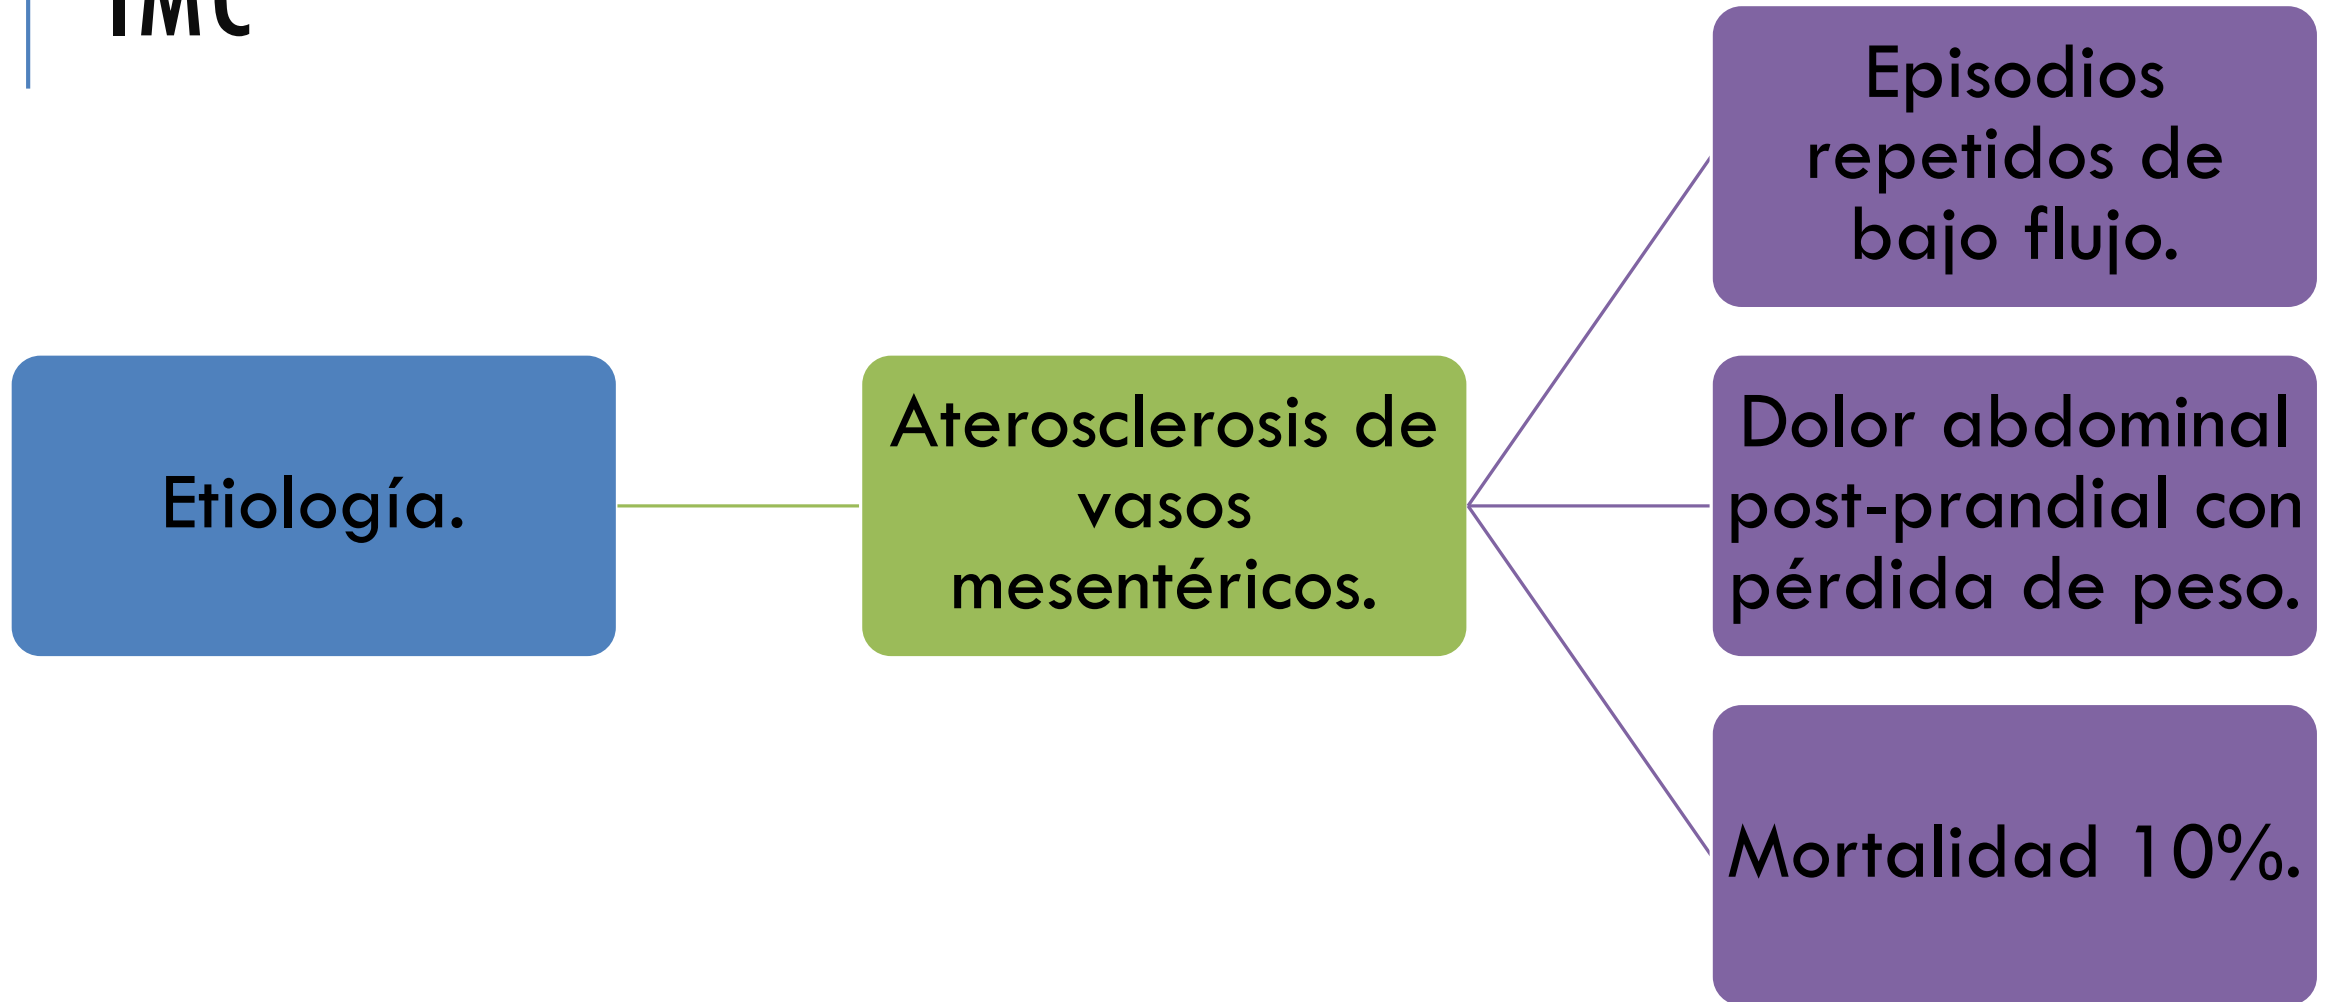 IMC
Etiología.
Aterosclerosis de
vasos
mesentéricos.
Episodios
repetidos de
bajo flujo.
Dolor abdominal
post-prandial con
pérdida de peso.
Mortalidad 10%.